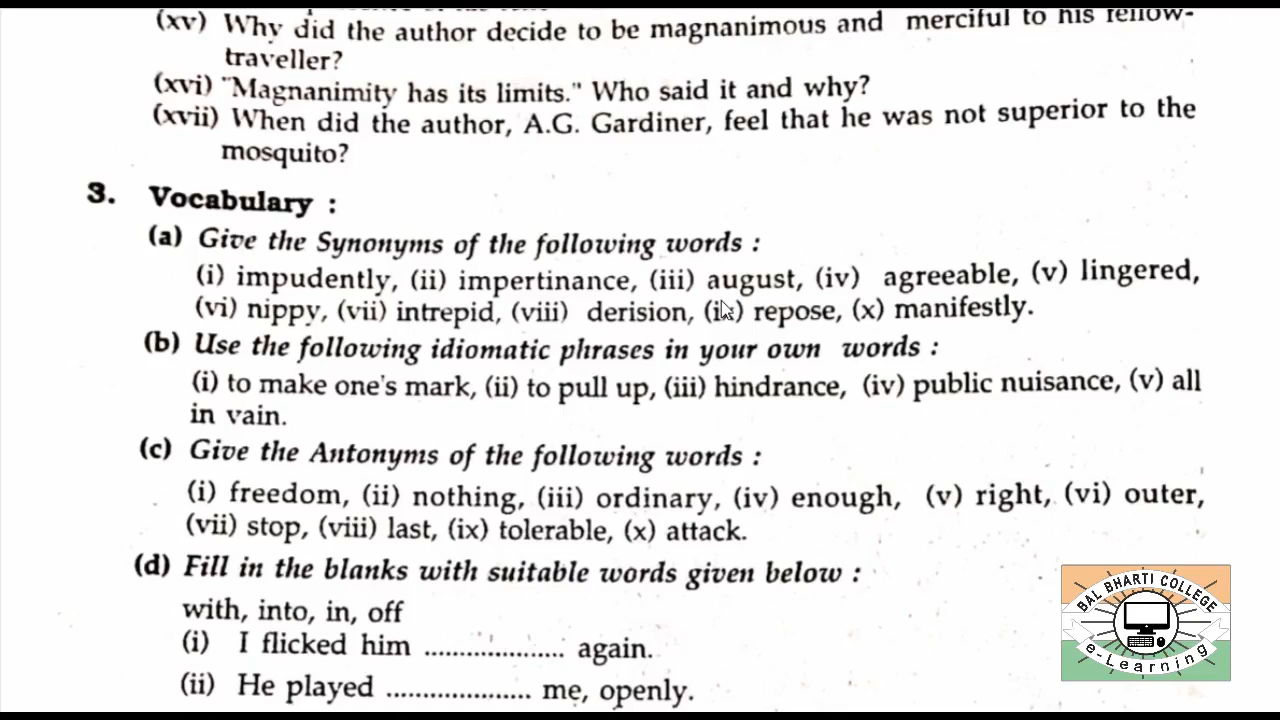 (xv) Why did the author decide to be magnanimous and merciful to his fellow-
traveller?
(xvi) "Magnanimity has its limits." Who said it and why?
(xvii) When did the author, A.G. Gardiner, feel that he was not superior to the
mosquito?
3. Vocabulary :
(a) Give the Synonyms of the following words :
(i) impudently, (ii) impertinance, (iii) august, (iv) agreeable, (v) lingered,
(vi) nippy, (vii) intrepid, (viii) derision, (ix) repose, (x) manifestly.
(b) Use the following idiomatic phrases in your own words :
(i) to make one's mark, (ii) to pull up, (iii) hindrance, (iv) public nuisance, (v) all
in vain.
(c) Give the Antonyms of the following words :
(i) freedom, (ii) nothing, (iii) ordinary, (iv) enough, (v) right, (vi) outer,
(vii) stop, (viii) last, (ix) tolerable, (x) attack.
(d) Fill in the blanks with suitable words given below :
with, into, in, off
(i) I flicked him ................... again.
(ii) He played .................... me, openly.
BAL BHARTI COLLEGE
e-Learning